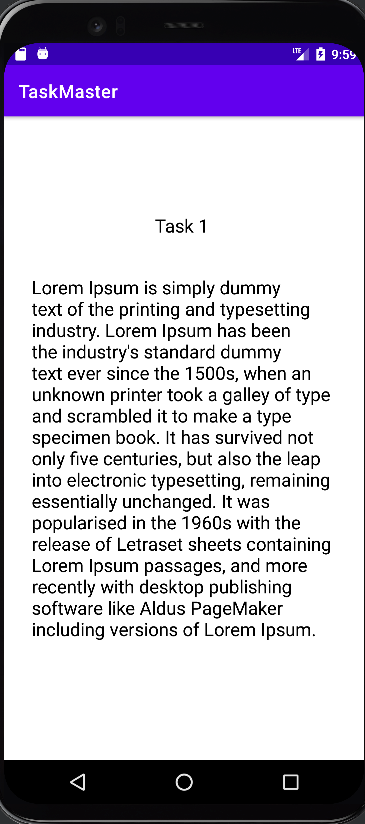 LTE 9:59
TaskMaster
Task 1
Lorem Ipsum is simply dummy
text of the printing and typesetting
industry. Lorem Ipsum has been
the industry's standard dummy
text ever since the 1500s, when an
unknown printer took a galley of type
and scrambled it to make a type
specimen book. It has survived not
only five centuries, but also the leap
into electronic typesetting, remaining
essentially unchanged. It was
popularised in the 1960s with the
release of Letraset sheets containing
Lorem Ipsum passages, and more
recently with desktop publishing
software like Aldus PageMaker
including versions of Lorem Ipsum.